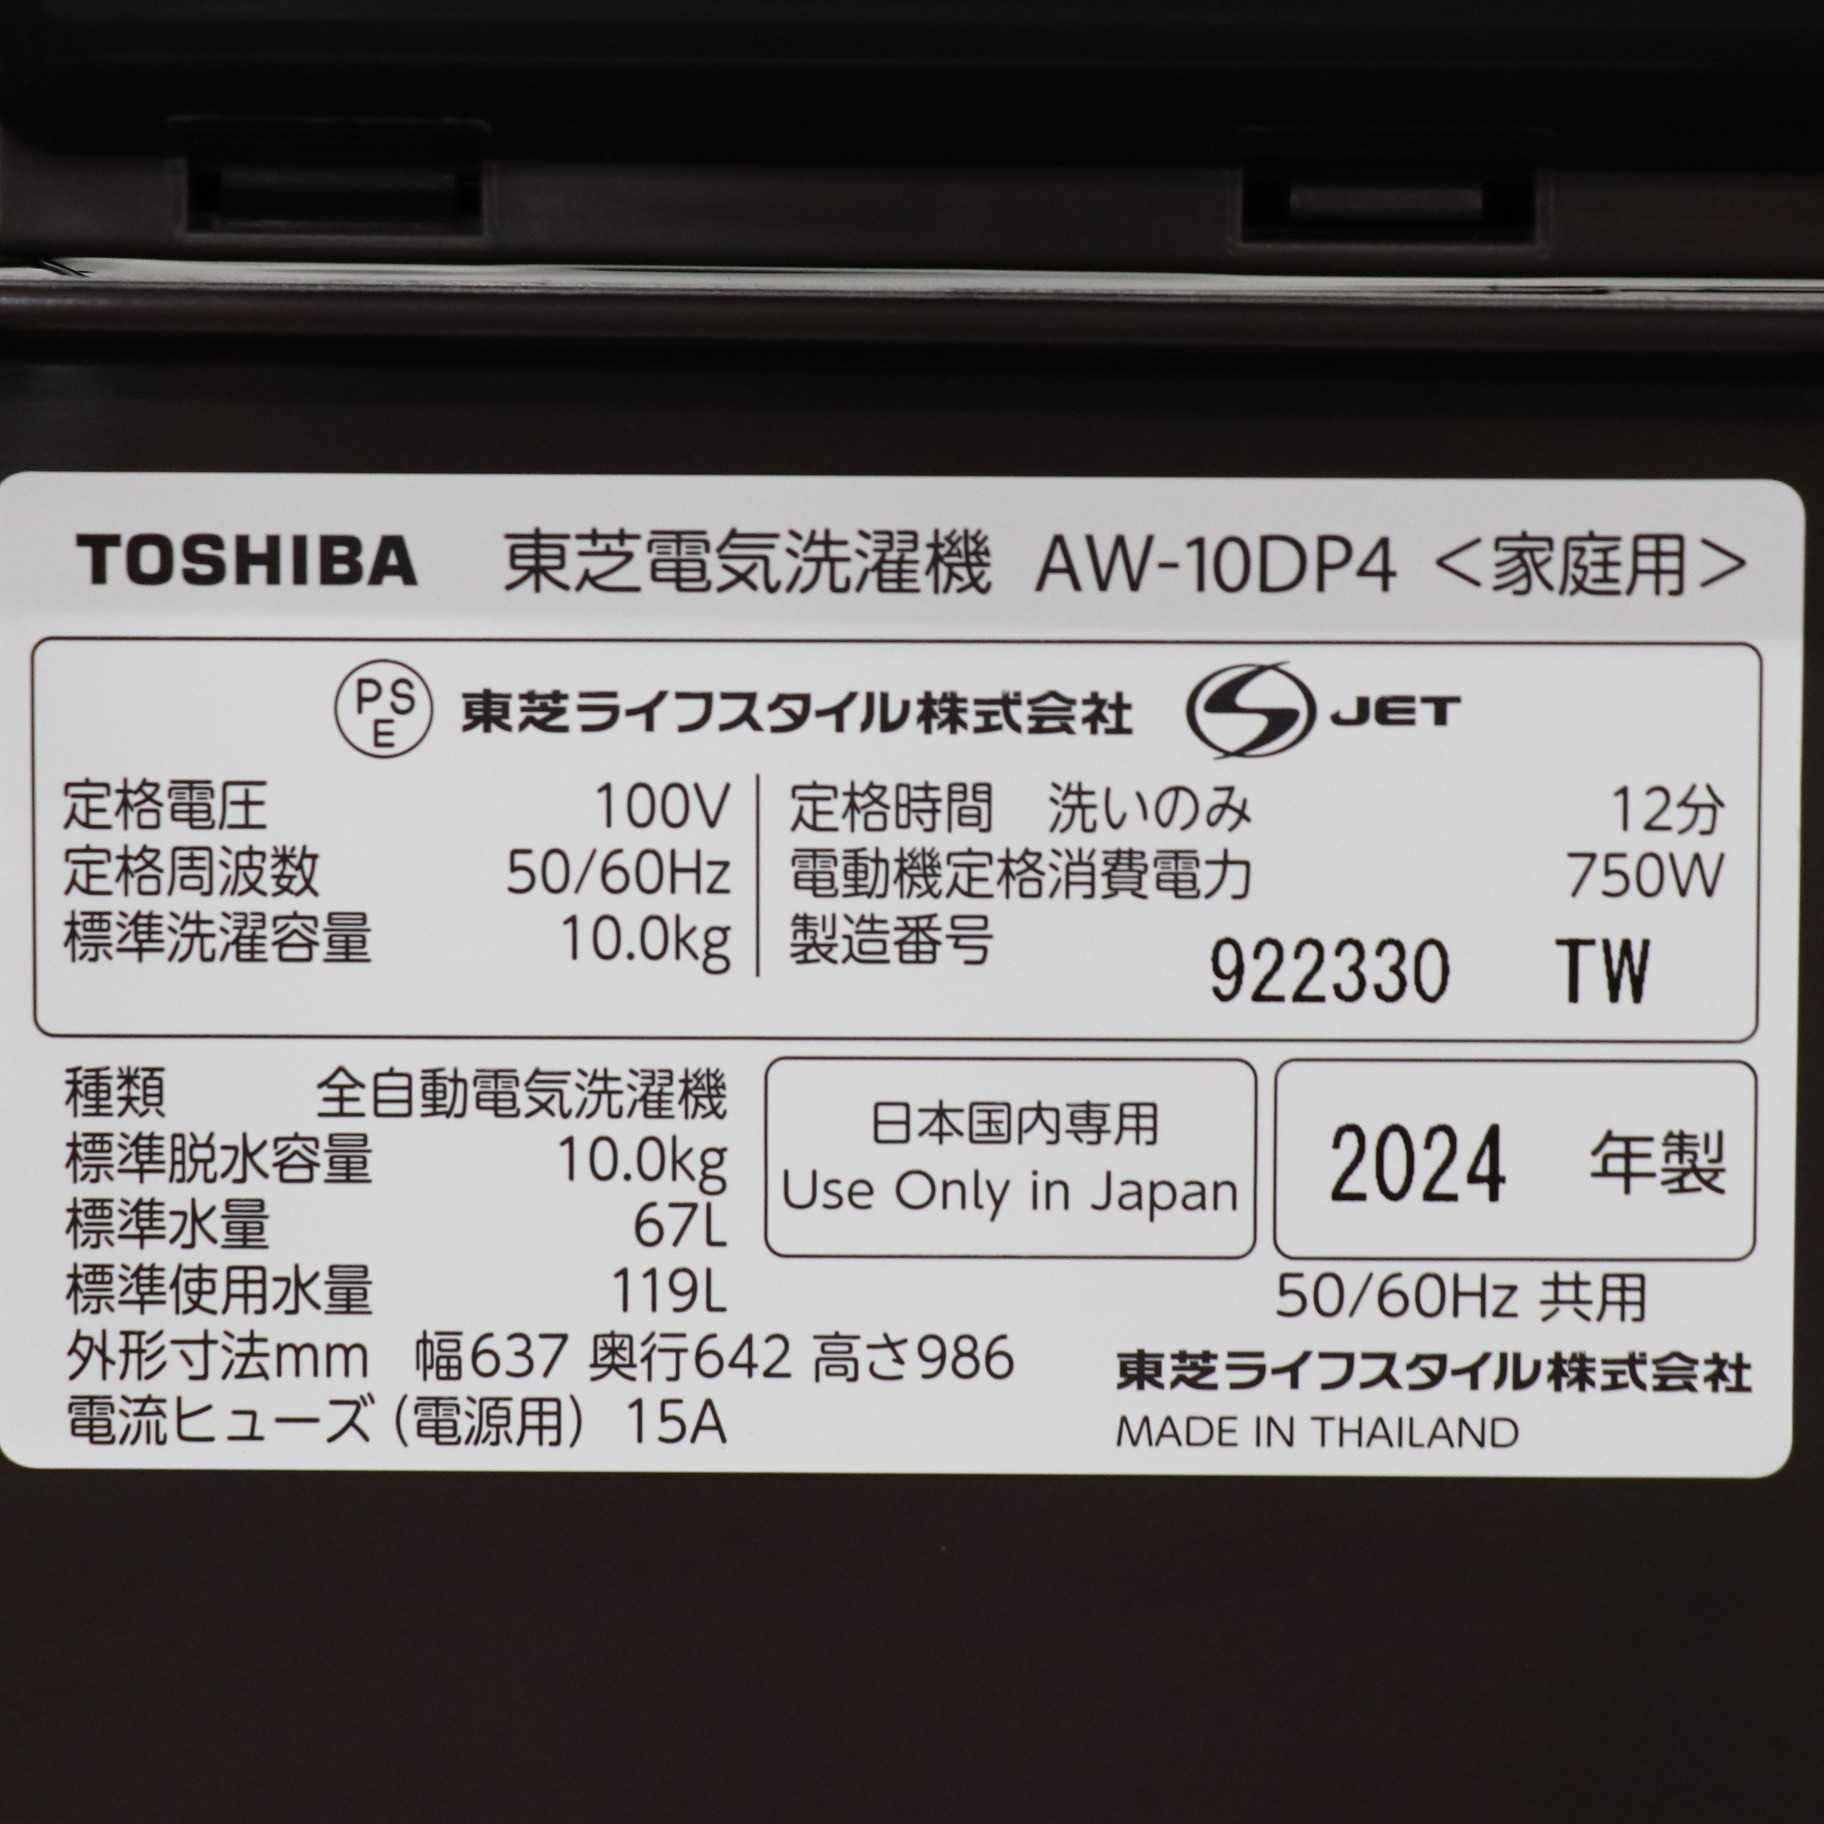 TOSHIBA 東芝電気洗濯機 AW-10DP4 <家庭用>
PSE 東芝ライフスタイル株式会社 S JET
定格電圧 100V
定格周波数 50/60Hz
標準洗濯容量 10.0kg
定格時間 洗いのみ 12分
電動機定格消費電力 750W
製造番号 922330 TW
種類 全自動電気洗濯機
標準脱水容量 10.0kg
標準水量 67L
標準使用水量 119L
外形寸法mm 幅637 奥行642 高さ986
電流ヒューズ(電源用) 15A
日本国内専用
Use Only in Japan
2024 年製
50/60Hz 共用
東芝ライフスタイル株式会社
MADE IN THAILAND